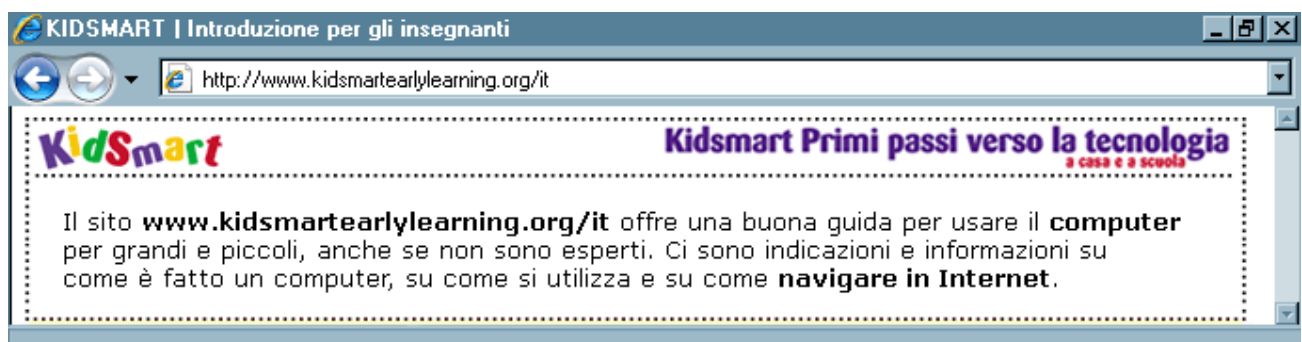 KIDSMART | Introduzione per gli insegnanti
http://www.kidsmartearlylearning.org/it
KidSmart
Kidsmart Primi passi verso la tecnologia
a casa e a scuola
Il sito www.kidsmartearlylearning.org/it offre una buona guida per usare il computer
per grandi e piccoli, anche se non sono esperti. Ci sono indicazioni e informazioni su
come è fatto un computer, su come si utilizza e su come navigare in Internet.